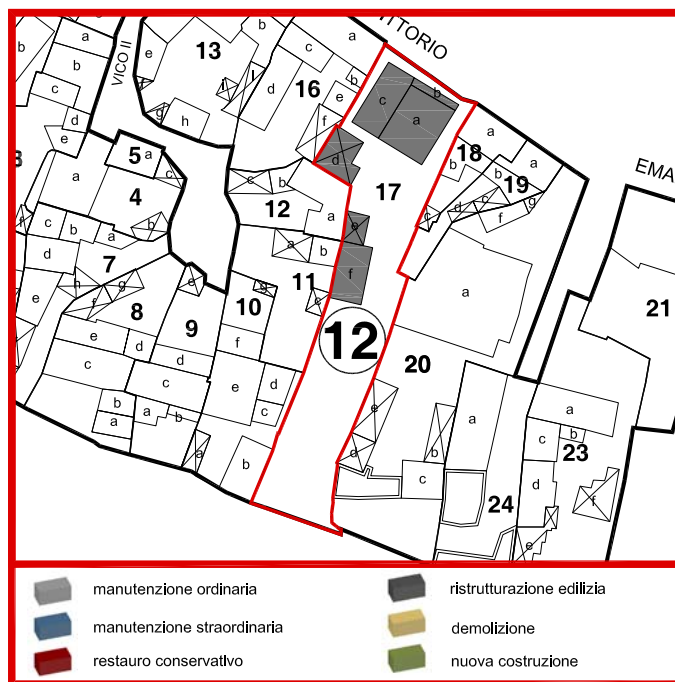 TTORIO
VICO II
EMA
13
16
5
4
12
17
18
19
7
8
9
10
11
12
20
21
23
24
a
b
c
d
e
f
g
h
manutenzione ordinaria
manutenzione straordinaria
restauro conservativo
ristrutturazione edilizia
demolizione
nuova costruzione